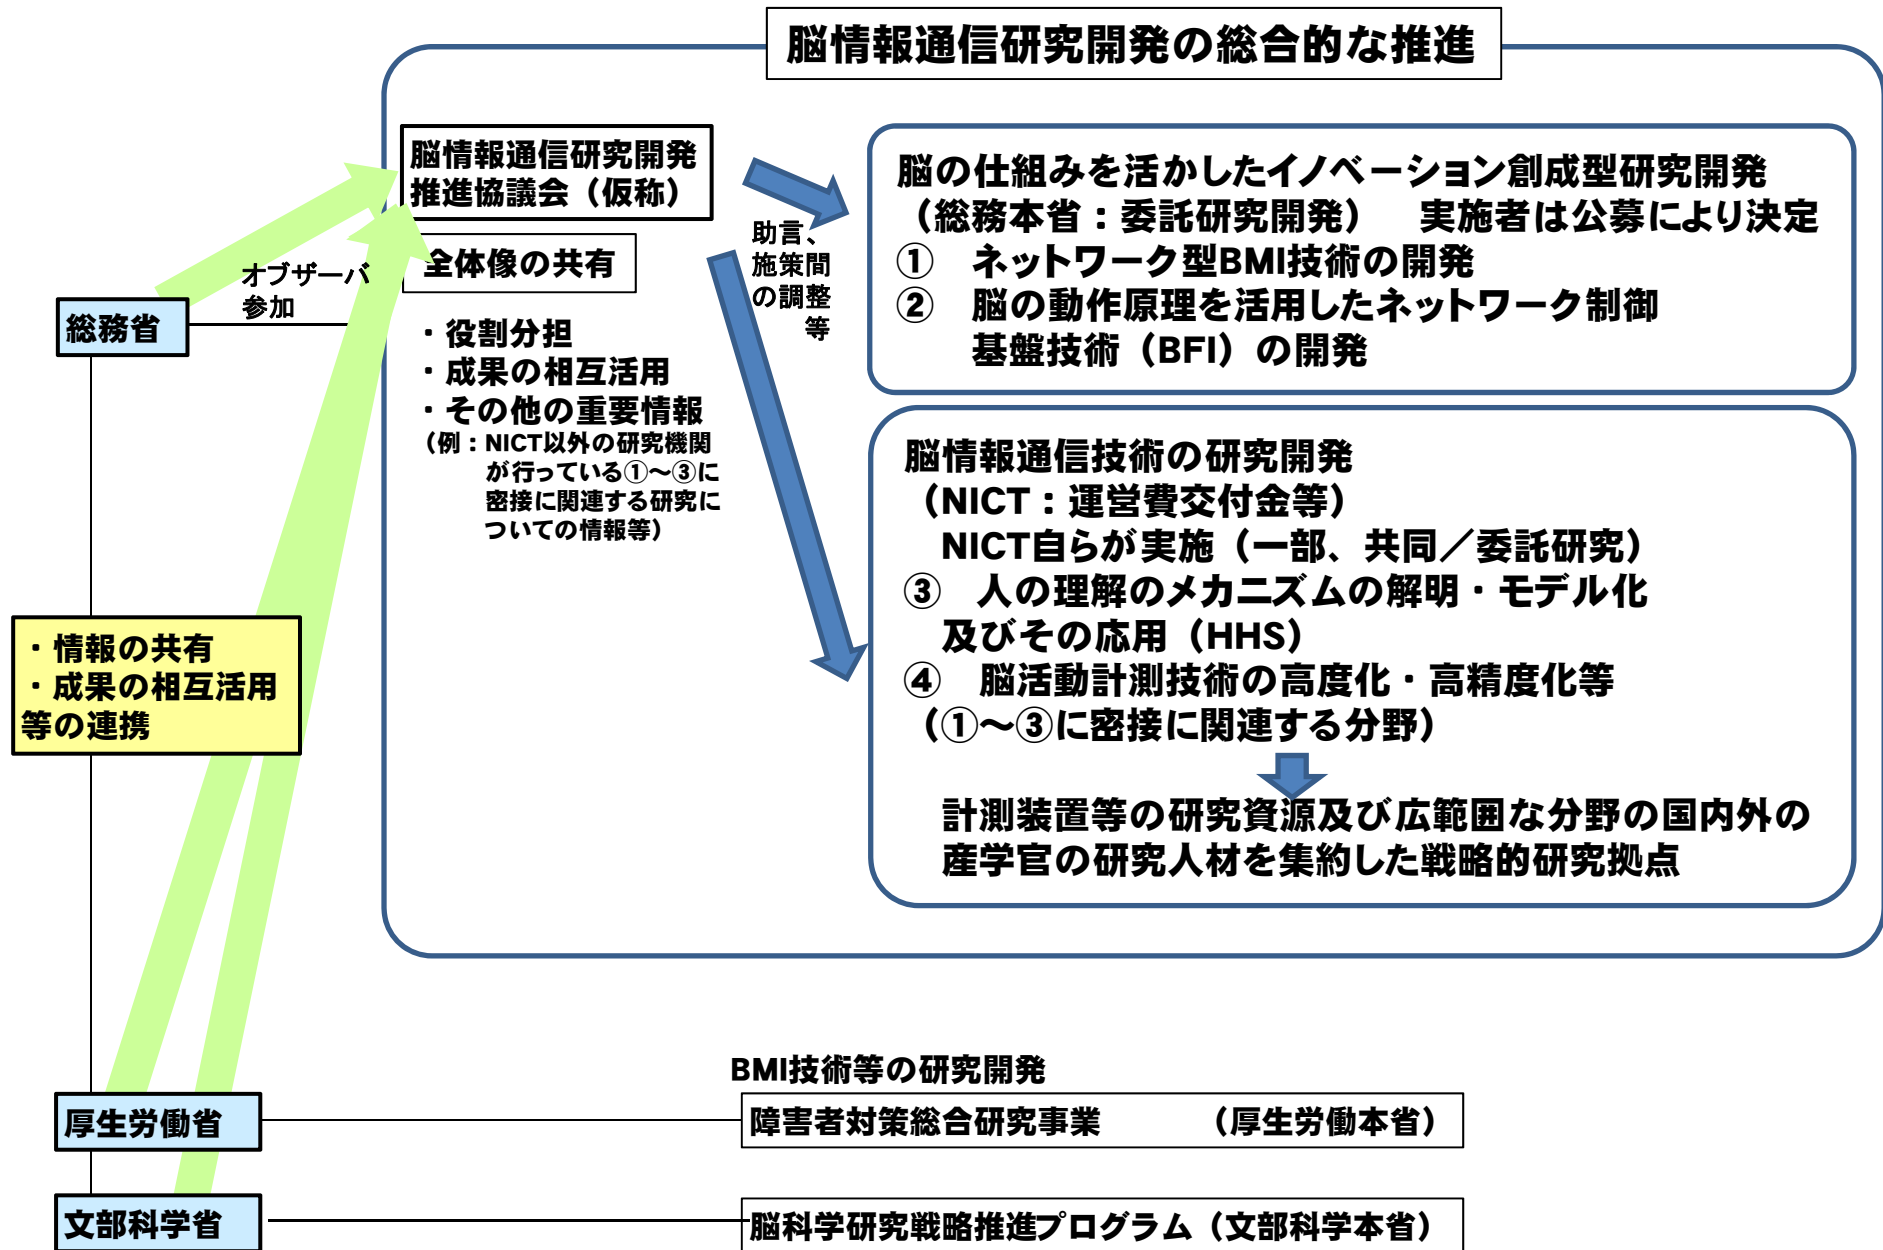 脳情報通信研究開発の総合的な推進
脳情報通信研究開発
推進協議会（仮称）
全体像の共有
・役割分担
・成果の相互活用
・その他の重要情報
（例：NICT以外の研究機関
が行っている①～③に
密接に関連する研究に
ついての情報等）
助言、
施策間
の調整
等
脳の仕組みを活かしたイノベーション創成型研究開発
（総務本省：委託研究開発）　実施者は公募により決定
①　ネットワーク型BMI技術の開発
②　脳の動作原理を活用したネットワーク制御
基盤技術（BFI）の開発
脳情報通信技術の研究開発
（NICT：運営費交付金等）
NICT自らが実施（一部、共同／委託研究）
③　人の理解のメカニズムの解明・モデル化
及びその応用（HHS）
④　脳活動計測技術の高度化・高精度化等
（①～③に密接に関連する分野）
計測装置等の研究資源及び広範囲な分野の国内外の
産学官の研究人材を集約した戦略的研究拠点
オブザーバ
参加
総務省
・情報の共有
・成果の相互活用
等の連携
BMI技術等の研究開発
厚生労働省
障害者対策総合研究事業　　　（厚生労働本省）
文部科学省
脳科学研究戦略推進プログラム（文部科学本省）